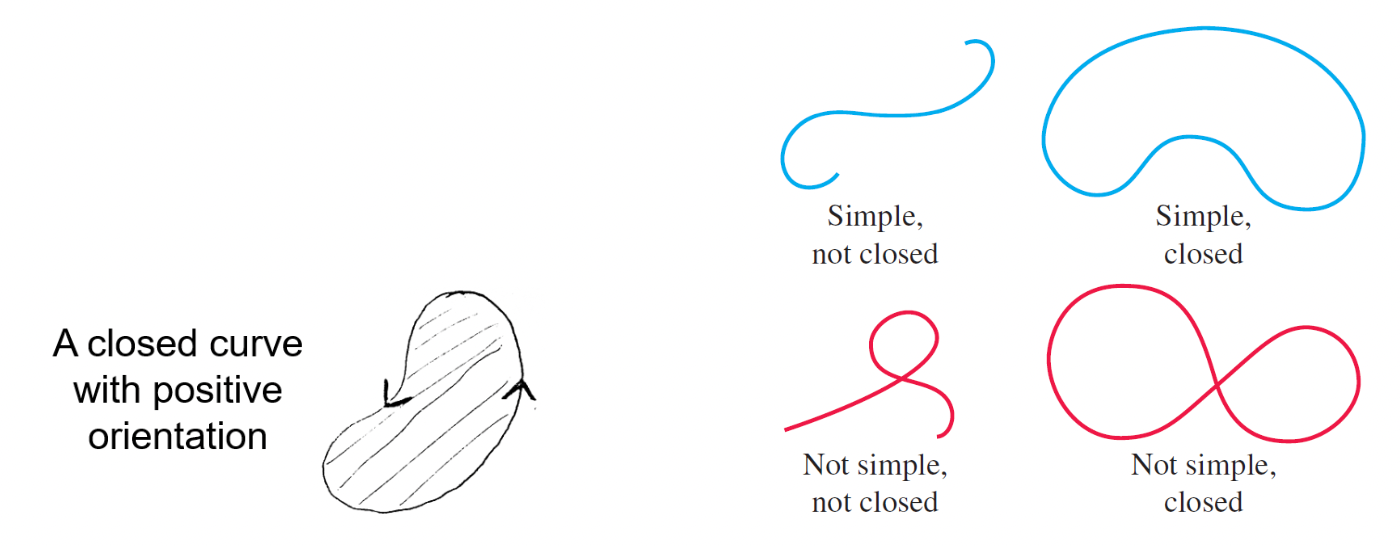 A closed curve
with positive
orientation
Simple,
not closed
Simple,
closed
Not simple,
not closed
Not simple,
closed